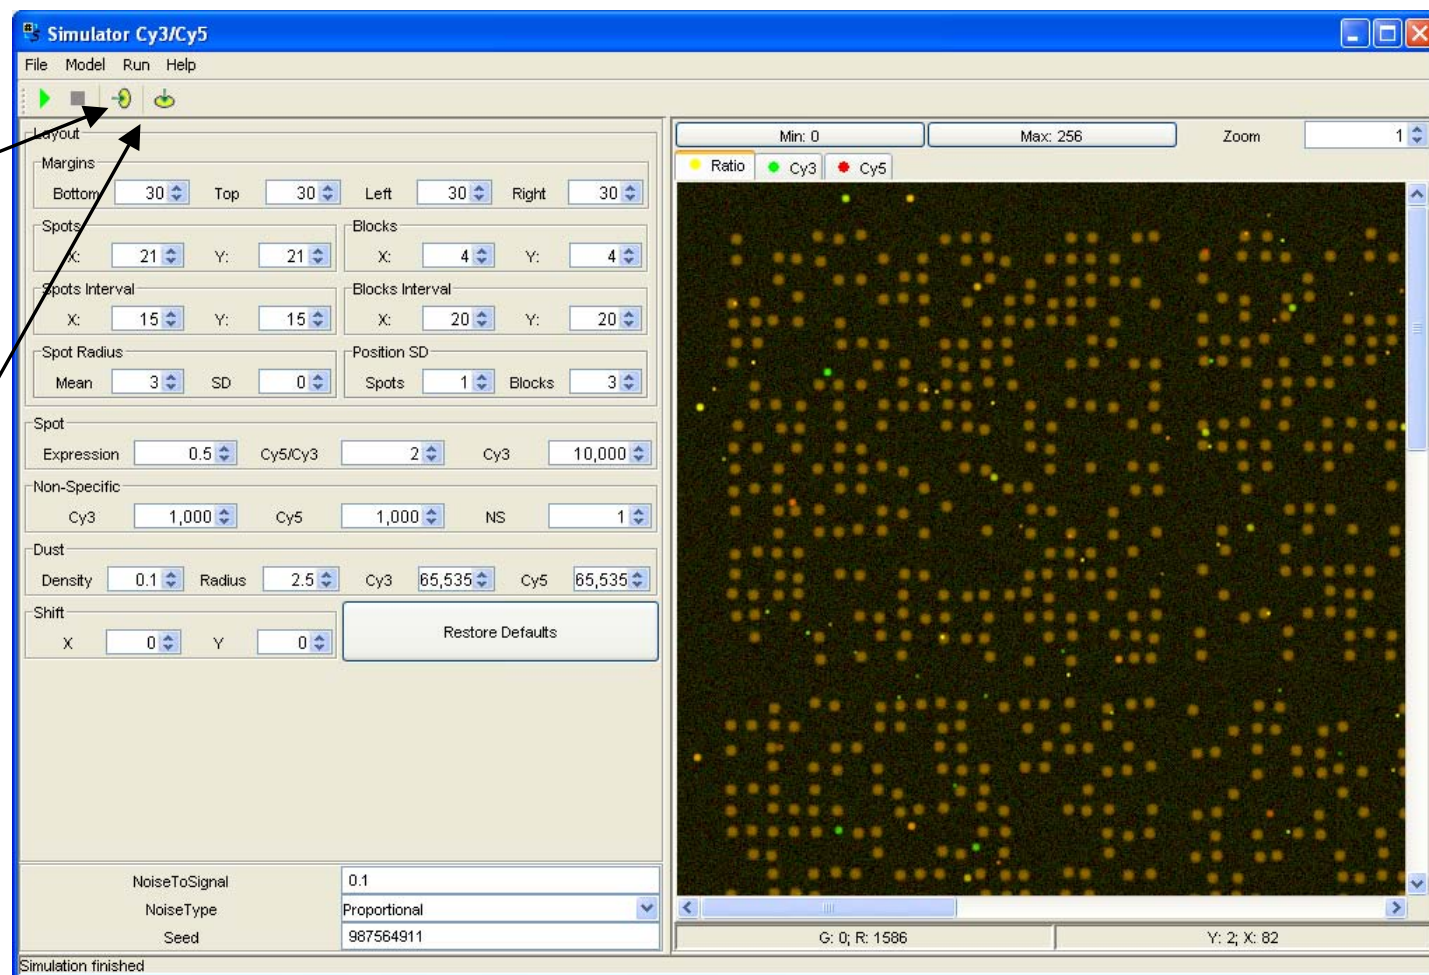 Simulator Cy3/Cy5
File Model Run Help
Layout
Margins
Bottom 30 Top 30 Left 30 Right 30
Spots Blocks
X: 21 Y: 21 X: 4 Y: 4
Spots Interval Blocks Interval
X: 15 Y: 15 X: 20 Y: 20
Spot Radius Position SD
Mean 3 SD 0 Spots 1 Blocks 3
Spot
Expression 0.5 Cy5/Cy3 2 Cy3 10,000
Non-Specific
Cy3 1,000 Cy5 1,000 NS 1
Dust
Density 0.1 Radius 2.5 Cy3 65,535 Cy5 65,535
Shift
X 0 Y 0 Restore Defaults
NoiseToSignal 0.1
NoiseType Proportional
Seed 987564911
Simulation finished
Min: 0 Max: 256 Zoom 1
Ratio Cy3 Cy5
G: 0; R: 1586 Y: 2; X: 82